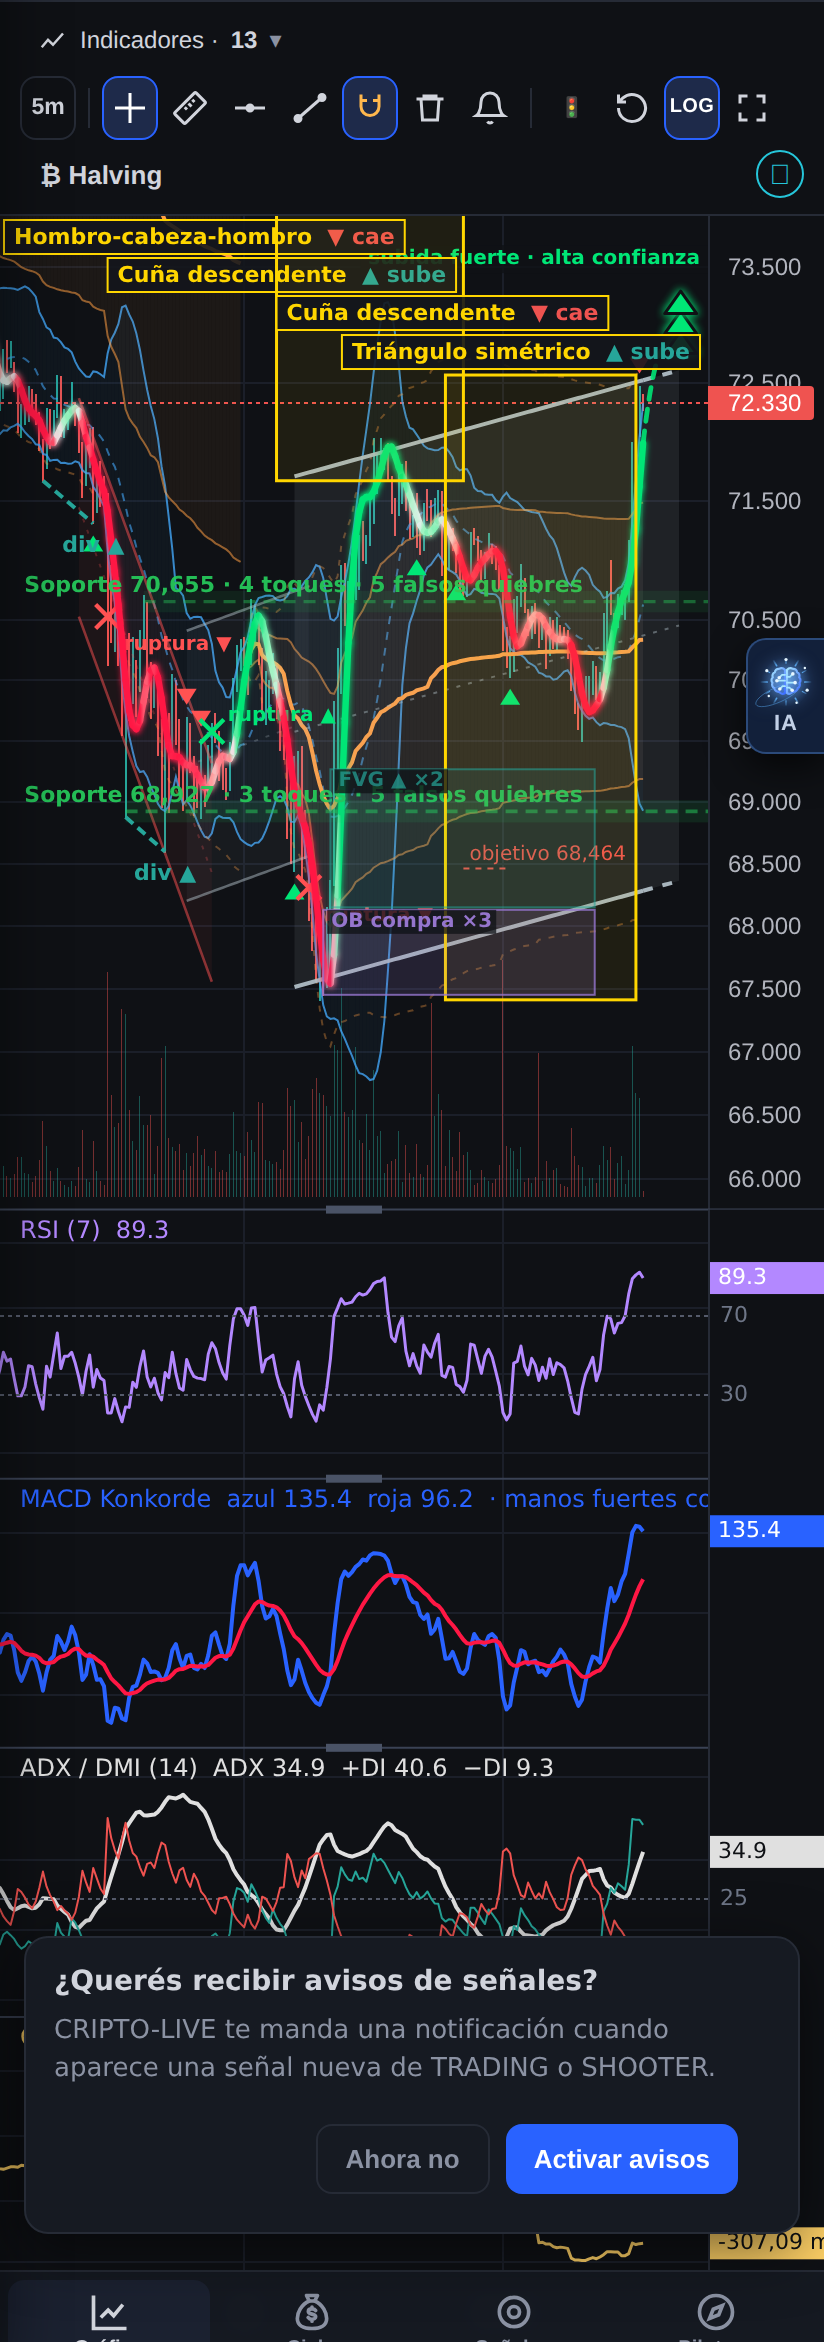 Indicadores · 13 ▾
5m
LOG
₿ Halving
Hombro-cabeza-hombro ▼ cae
fuerte · alta confianza
Cuña descendente ▲ sube
Cuña descendente ▼ cae
Triángulo simétrico ▲ sube
73.500
72.500
72.330
71.500
div ▲
Soporte 70,655 · 4 toques · 5 falsos quiebres
70.500
ruptura ▼
ruptura ▲
IA
FVG ▲ ×2
Soporte 68,927 · 3 toques · 5 falsos quiebres
69.000
objetivo 68,464
68.500
div ▲
OB compra ×3
68.000
67.500
67.000
66.500
66.000
RSI (7) 89.3
89.3
70
30
MACD Konkorde azul 135.4 roja 96.2 · manos fuertes co
135.4
ADX / DMI (14) ADX 34.9 +DI 40.6 −DI 9.3
34.9
25
¿Querés recibir avisos de señales?
CRIPTO-LIVE te manda una notificación cuando
aparece una señal nueva de TRADING o SHOOTER.
Ahora no
Activar avisos
-307,09 m